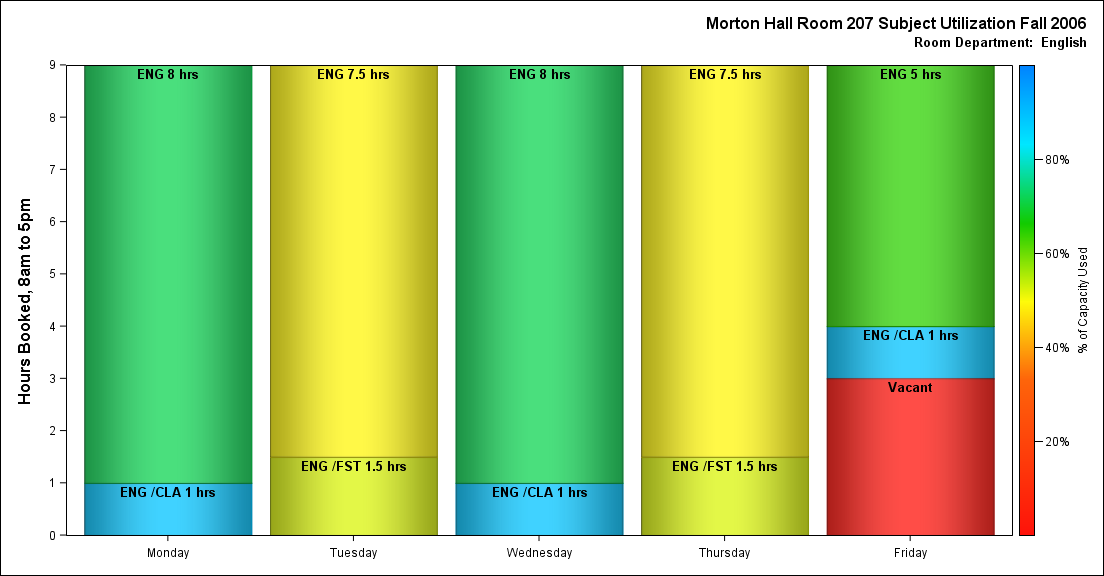 Morton Hall Room 207 Subject Utilization Fall 2006
Room Department:  English
Hours Booked, 8am to 5pm
9
8
7
6
5
4
3
2
1
0
ENG 8 hrs
ENG /CLA 1 hrs
ENG 7.5 hrs
ENG /FST 1.5 hrs
ENG 8 hrs
ENG /CLA 1 hrs
ENG 7.5 hrs
ENG /FST 1.5 hrs
ENG 5 hrs
ENG /CLA 1 hrs
Vacant
Monday
Tuesday
Wednesday
Thursday
Friday
80%
60%
40%
20%
% of Capacity Used